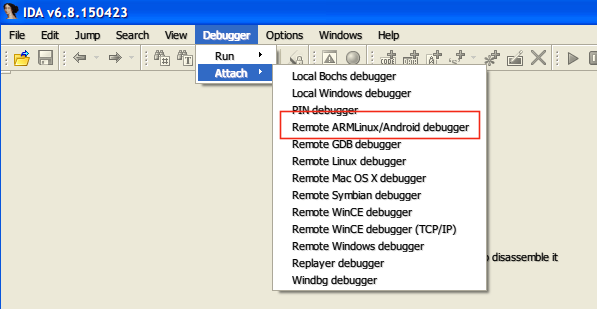 IDA v6.8.150423
File Edit Jump Search View Debugger Options Windows Help
Run
Attach
Local Bochs debugger
Local Windows debugger
PIN debugger
Remote ARMLinux/Android debugger
Remote GDB debugger
Remote Linux debugger
Remote Mac OS X debugger
Remote Symbian debugger
Remote WinCE debugger
Remote WinCE debugger (TCP/IP)
Remote Windows debugger
disassemble it
Replayer debugger
Windbg debugger